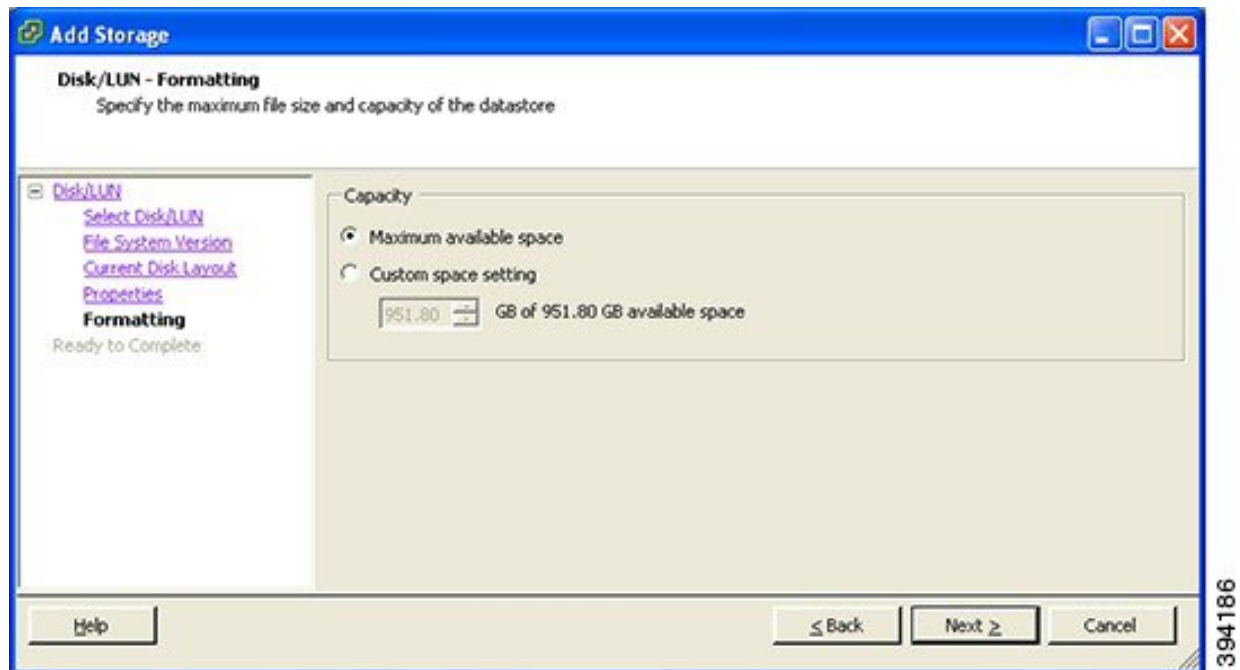 Add Storage
Disk/LUN - Formatting
Specify the maximum file size and capacity of the datastore
Disk/LUN
Select Disk/LUN
File System Version
Current Disk Layout
Properties
Formatting
Ready to Complete
Capacity
Maximum available space
Custom space setting
951.80 GB of 951.80 GB available space
Help
≤ Back
Next ≥
Cancel
394186